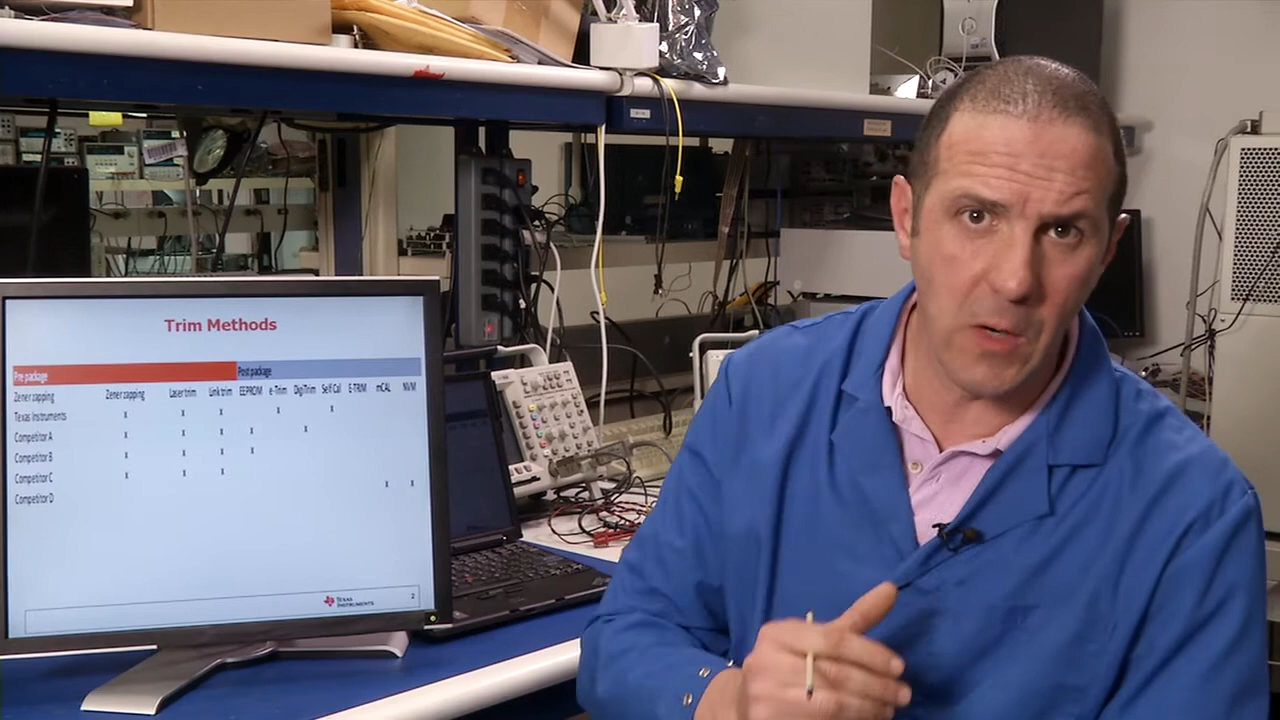 Trim Methods
Pre package Post package
Zener zapping Zener zapping Laser trim Link trim EEPROM e-Trim DigiTrim Self Cal E-TRIM mCAL NVM
Texas Instruments x x x x x
Competitor A x x x x x
Competitor B x x x x
Competitor C x x x
Competitor D x x
TEXAS INSTRUMENTS 2